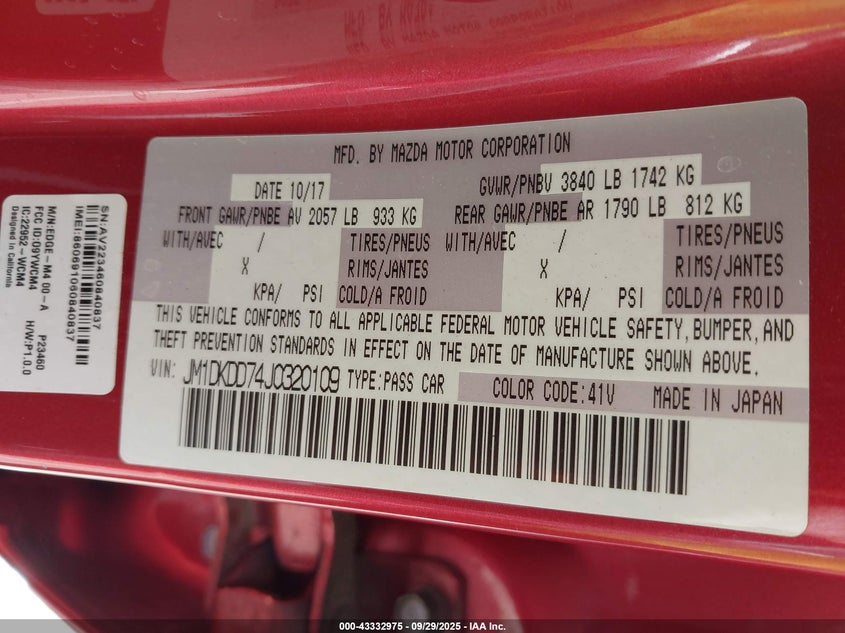 MFD. BY MAZDA MOTOR CORPORATION
DATE 10/17
GVWR/PNBV 3840 LB 1742 KG
FRONT GAWR/PNBE AV 2057 LB 933 KG
REAR GAWR/PNBE AR 1790 LB 812 KG
WITH/AVEC / TIRES/PNEUS
X RIMS/JANTES
KPA/ PSI COLD/A FROID
WITH/AVEC / TIRES/PNEUS
X RIMS/JANTES
KPA/ PSI COLD/A FROID
THIS VEHICLE CONFORMS TO ALL APPLICABLE FEDERAL MOTOR VEHICLE SAFETY, BUMPER, AND
THEFT PREVENTION STANDARDS IN EFFECT ON THE DATE OF MANUFACTURE SHOWN ABOVE.
VIN: JM1DKDD74J0320109 TYPE:PASS CAR
COLOR CODE:41V MADE IN JAPAN
SN:AV223460840837
IMEI:860691060840837
M/N:EDGE-M4 00-A P23460
FCC ID:O9YWCM4 H/W:P1.0.0
IC:22952-WCM4
Designed in California
000-43332975 - 09/29/2025 - IAA Inc.